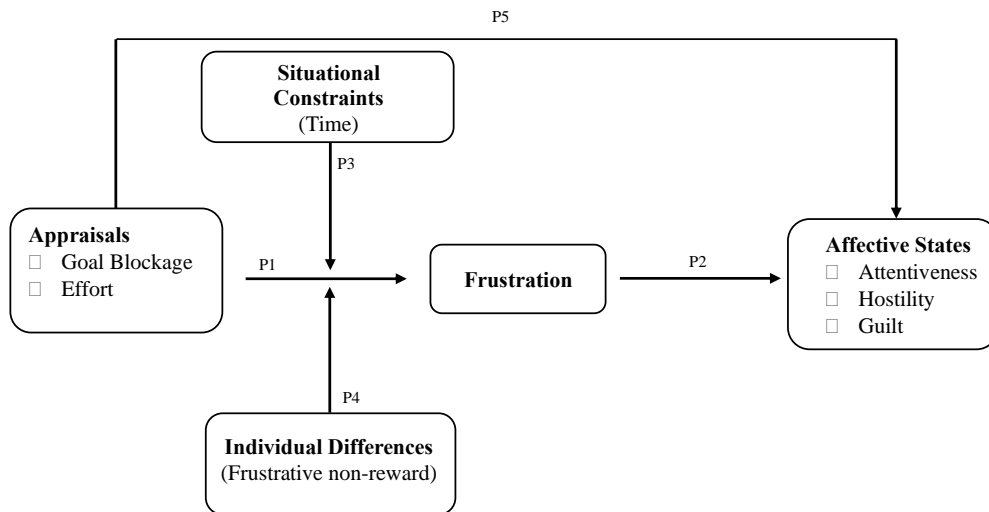 P5
Situational
Constraints
(Time)
P3
Appraisals
Goal Blockage
Effort
P1
Frustration
P2
Affective States
Attentiveness
Hostility
Guilt
P4
Individual Differences
(Frustrative non-reward)